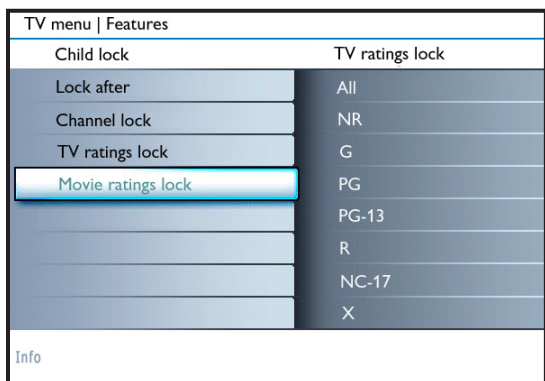 TV menu | Features
Child lock
TV ratings lock
Lock after
All
Channel lock
NR
TV ratings lock
G
Movie ratings lock
PG
PG-13
R
NC-17
X
Info